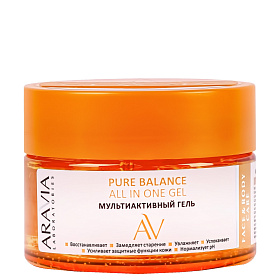 PURE BALANCE
ALL IN ONE GEL
МУЛЬТИАКТИВНЫЙ ГЕЛЬ
AV
• Восстанавливает • Замедляет старение • Увлажняет • Успокаивает
• Усиливает защитные функции кожи • Нормализует pH
ARAVIA
LABORATORIES
FACE & BODY
CARE